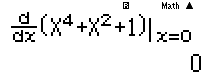 R Math ▲
d/dx(X⁴+X²+1)|x=0
0